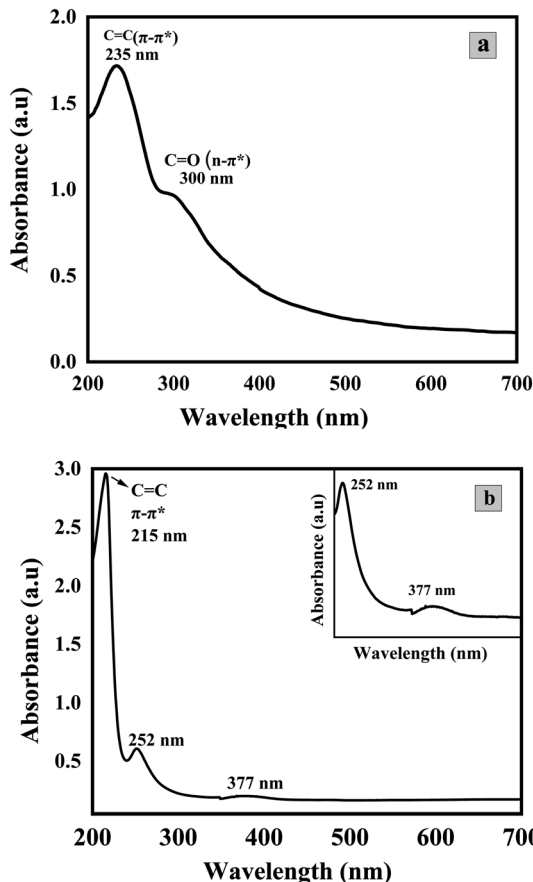 C=C(π-π*)
235 nm
a
C=O (n-π*)
300 nm
2.0
1.5
1.0
0.5
0.0
Absorbance (a.u)
200 300 400 500 600 700
Wavelength (nm)
3.0
2.5
2.0
1.5
1.0
0.5
Absorbance (a.u)
C=C
π-π*
215 nm
252 nm
377 nm
252 nm
b
377 nm
Absorbance (a.u)
Wavelength (nm)
200 300 400 500 600 700
Wavelength (nm)